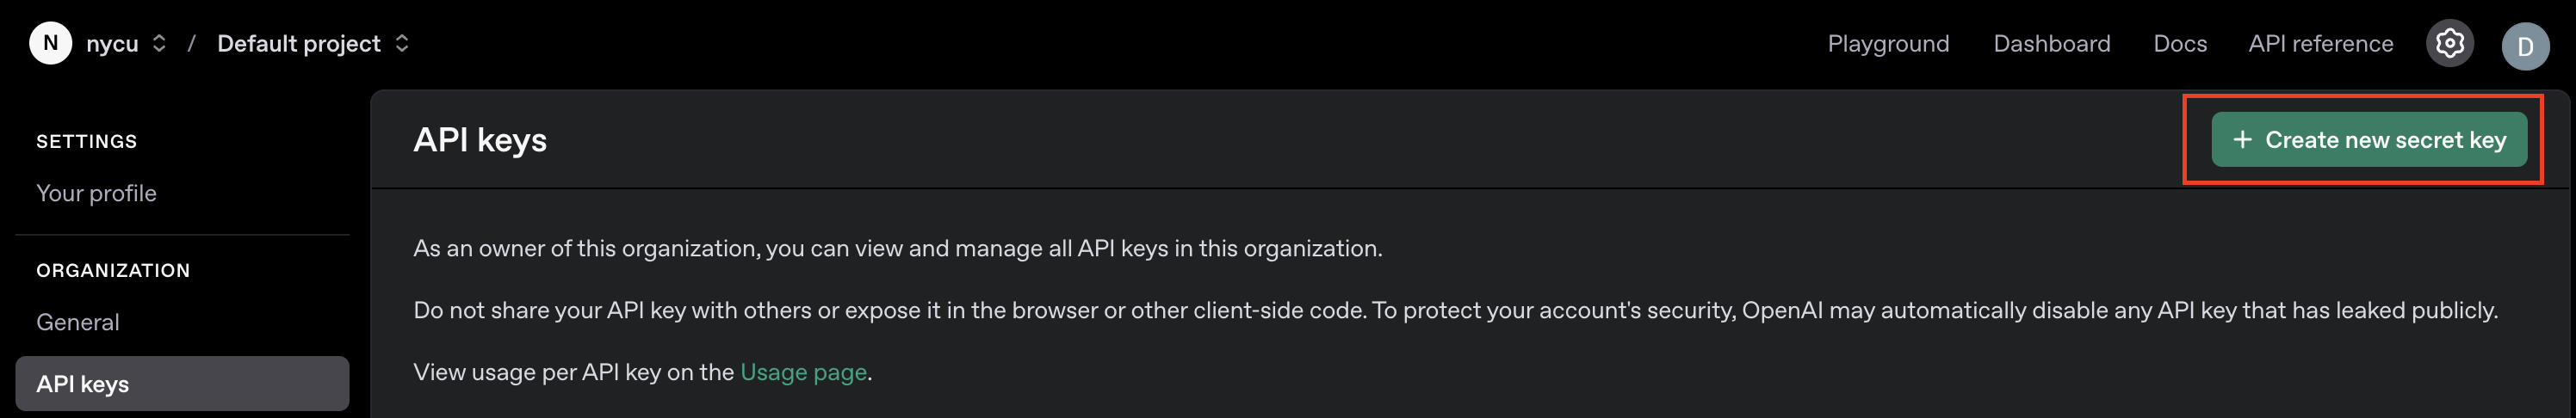 N nycu / Default project
Playground Dashboard Docs API reference D
SETTINGS
Your profile
ORGANIZATION
General
API keys
API keys
+ Create new secret key
As an owner of this organization, you can view and manage all API keys in this organization.
Do not share your API key with others or expose it in the browser or other client-side code. To protect your account's security, OpenAI may automatically disable any API key that has leaked publicly.
View usage per API key on the Usage page.